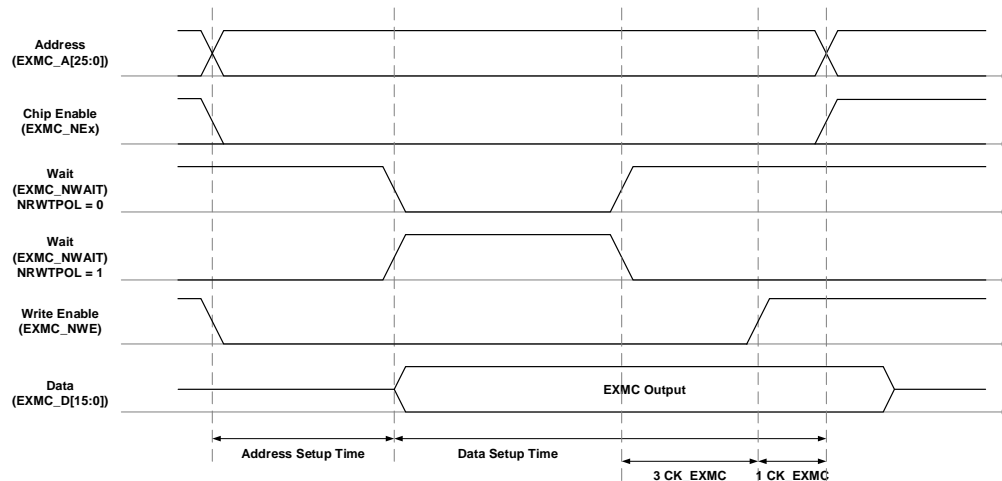 Address
(EXMC_A[25:0])
Chip Enable
(EXMC_NEx)
Wait
(EXMC_NWAIT)
NRWTPOL = 0
Wait
(EXMC_NWAIT)
NRWTPOL = 1
Write Enable
(EXMC_NWE)
Data
(EXMC_D[15:0])
EXMC Output
Address Setup Time
Data Setup Time
3 CK_EXMC
1 CK_EXMC